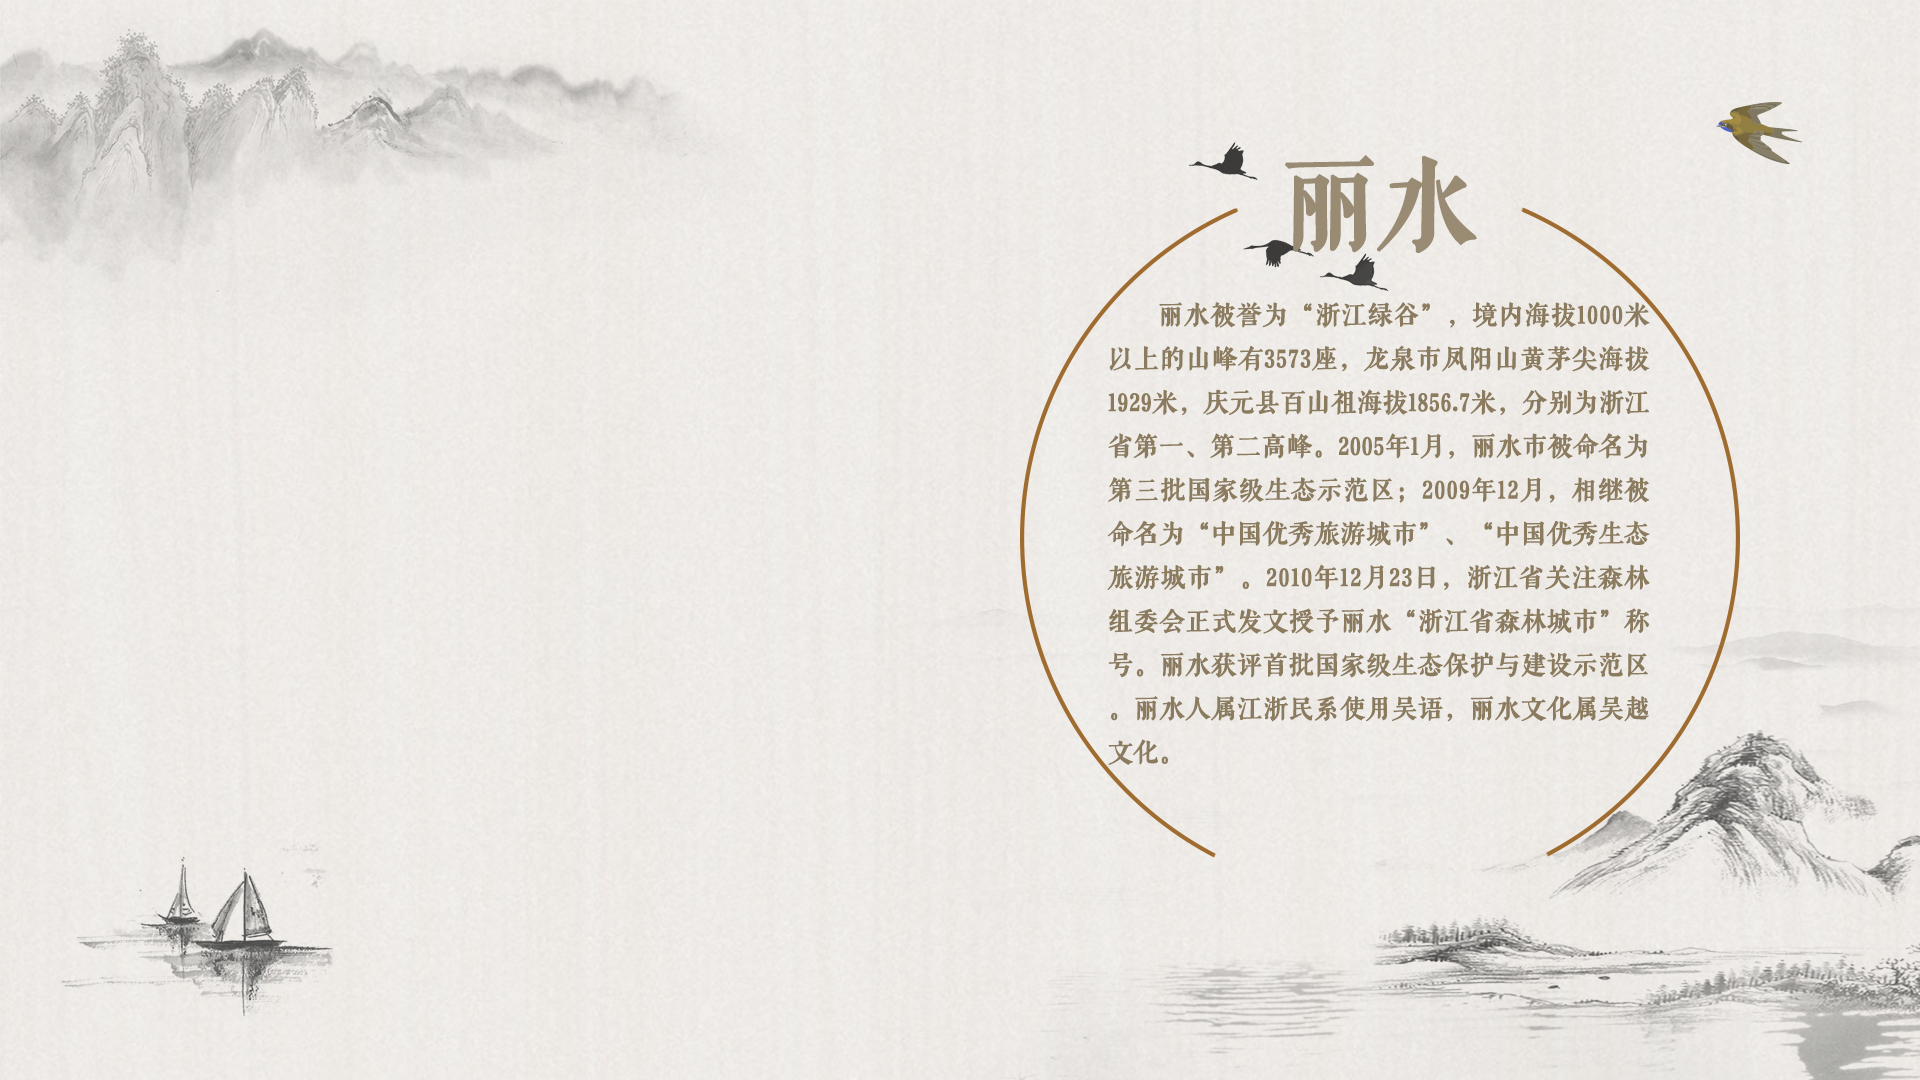 丽水
丽水被誉为“浙江绿谷”，境内海拔1000米
以上的山峰有3573座，龙泉市凤阳山黄茅尖海拔
1929米，庆元县百山祖海拔1856.7米，分别为浙江
省第一、第二高峰。2005年1月，丽水市被命名为
第三批国家级生态示范区；2009年12月，相继被
命名为“中国优秀旅游城市”、“中国优秀生态
旅游城市”。2010年12月23日，浙江省关注森林
组委会正式发文授予丽水“浙江省森林城市”称
号。丽水获评首批国家级生态保护与建设示范区
。丽水人属江浙民系使用吴语，丽水文化属吴越
文化。